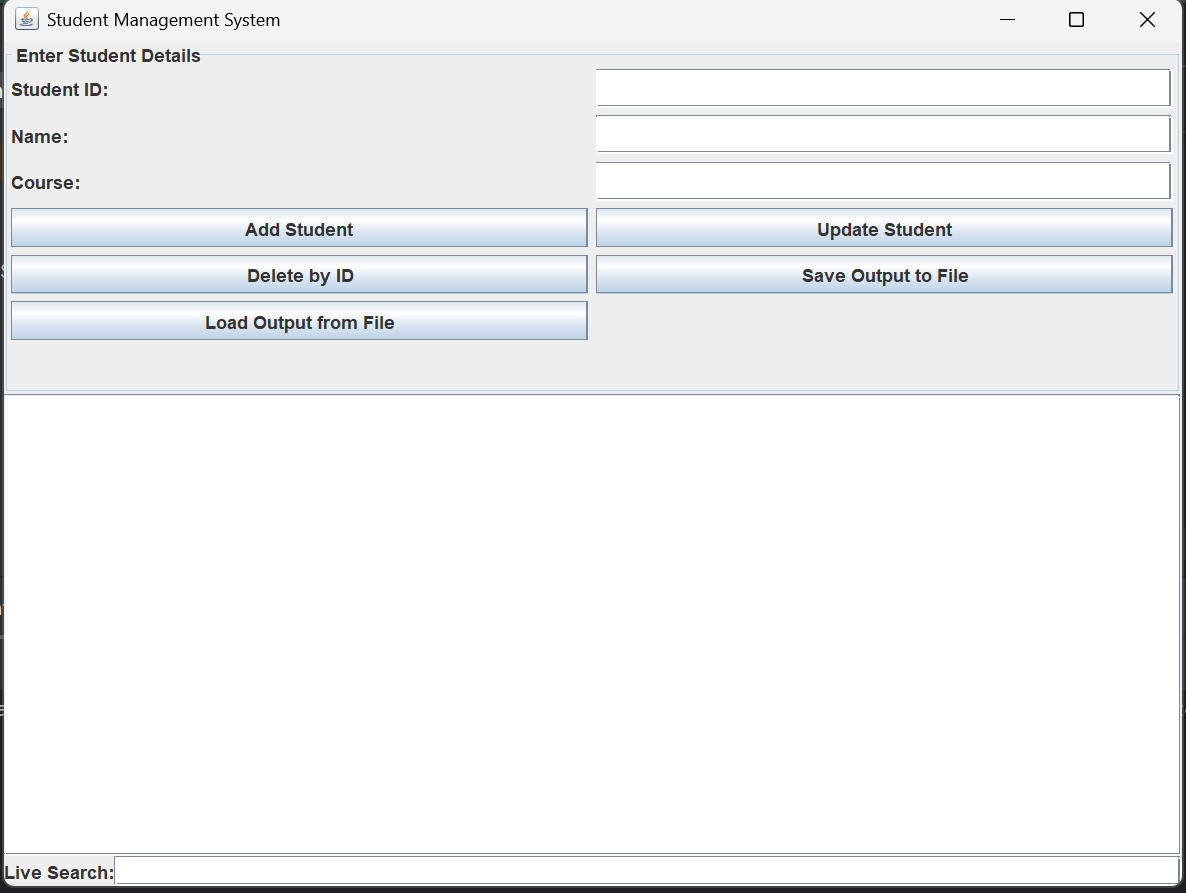 Student Management System
Enter Student Details
Student ID:
Name:
Course:
Add Student
Update Student
Delete by ID
Save Output to File
Load Output from File
Live Search: